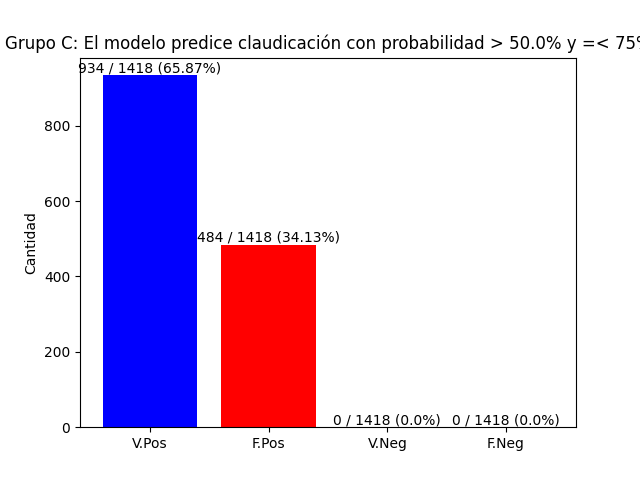 Grupo C: El modelo predice claudicación con probabilidad > 50.0% y =< 75%
934 / 1418 (65.87%)
484 / 1418 (34.13%)
0 / 1418 (0.0%)
0 / 1418 (0.0%)
800
600
400
200
0
Cantidad
V.Pos
F.Pos
V.Neg
F.Neg